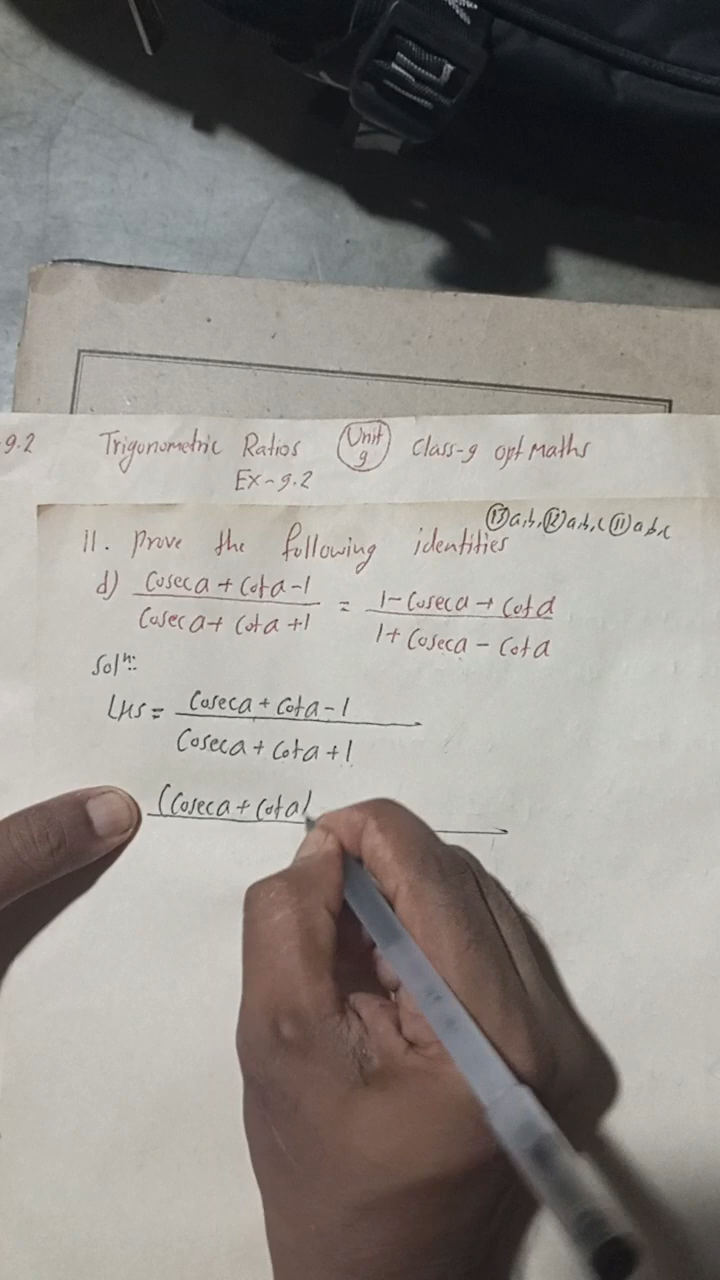 9.2 Trigonometric Ratios Unit 9 Class-9 opt Maths
Ex-9.2
⑬a,b,⑫a,b,c⑪a,b,c
11. Prove the following identities
d) Coseca + Cota - 1 / Coseca + Cota + 1 = 1 - Coseca + Cota / 1 + Coseca - Cota
Solⁿ:
LHS = Coseca + Cota - 1 / Coseca + Cota + 1
(Coseca + Cota)